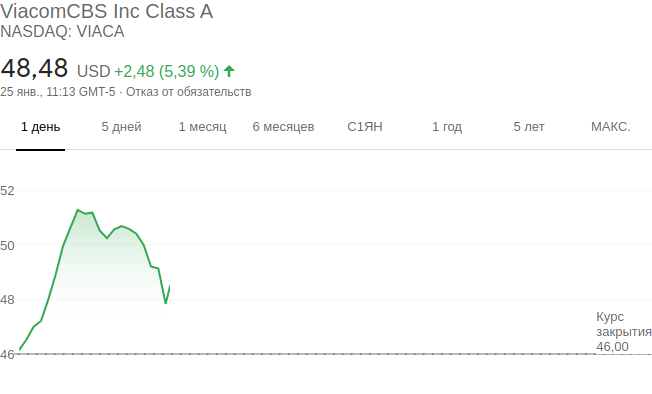 ViacomCBS Inc Class A
NASDAQ: VIACA
48,48 USD +2,48 (5,39 %)
25 янв., 11:13 GMT-5 · Отказ от обязательств
1 день 5 дней 1 месяц 6 месяцев С1ЯН 1 год 5 лет МАКС.
52
50
48
Курс
закрытия
46,00
46